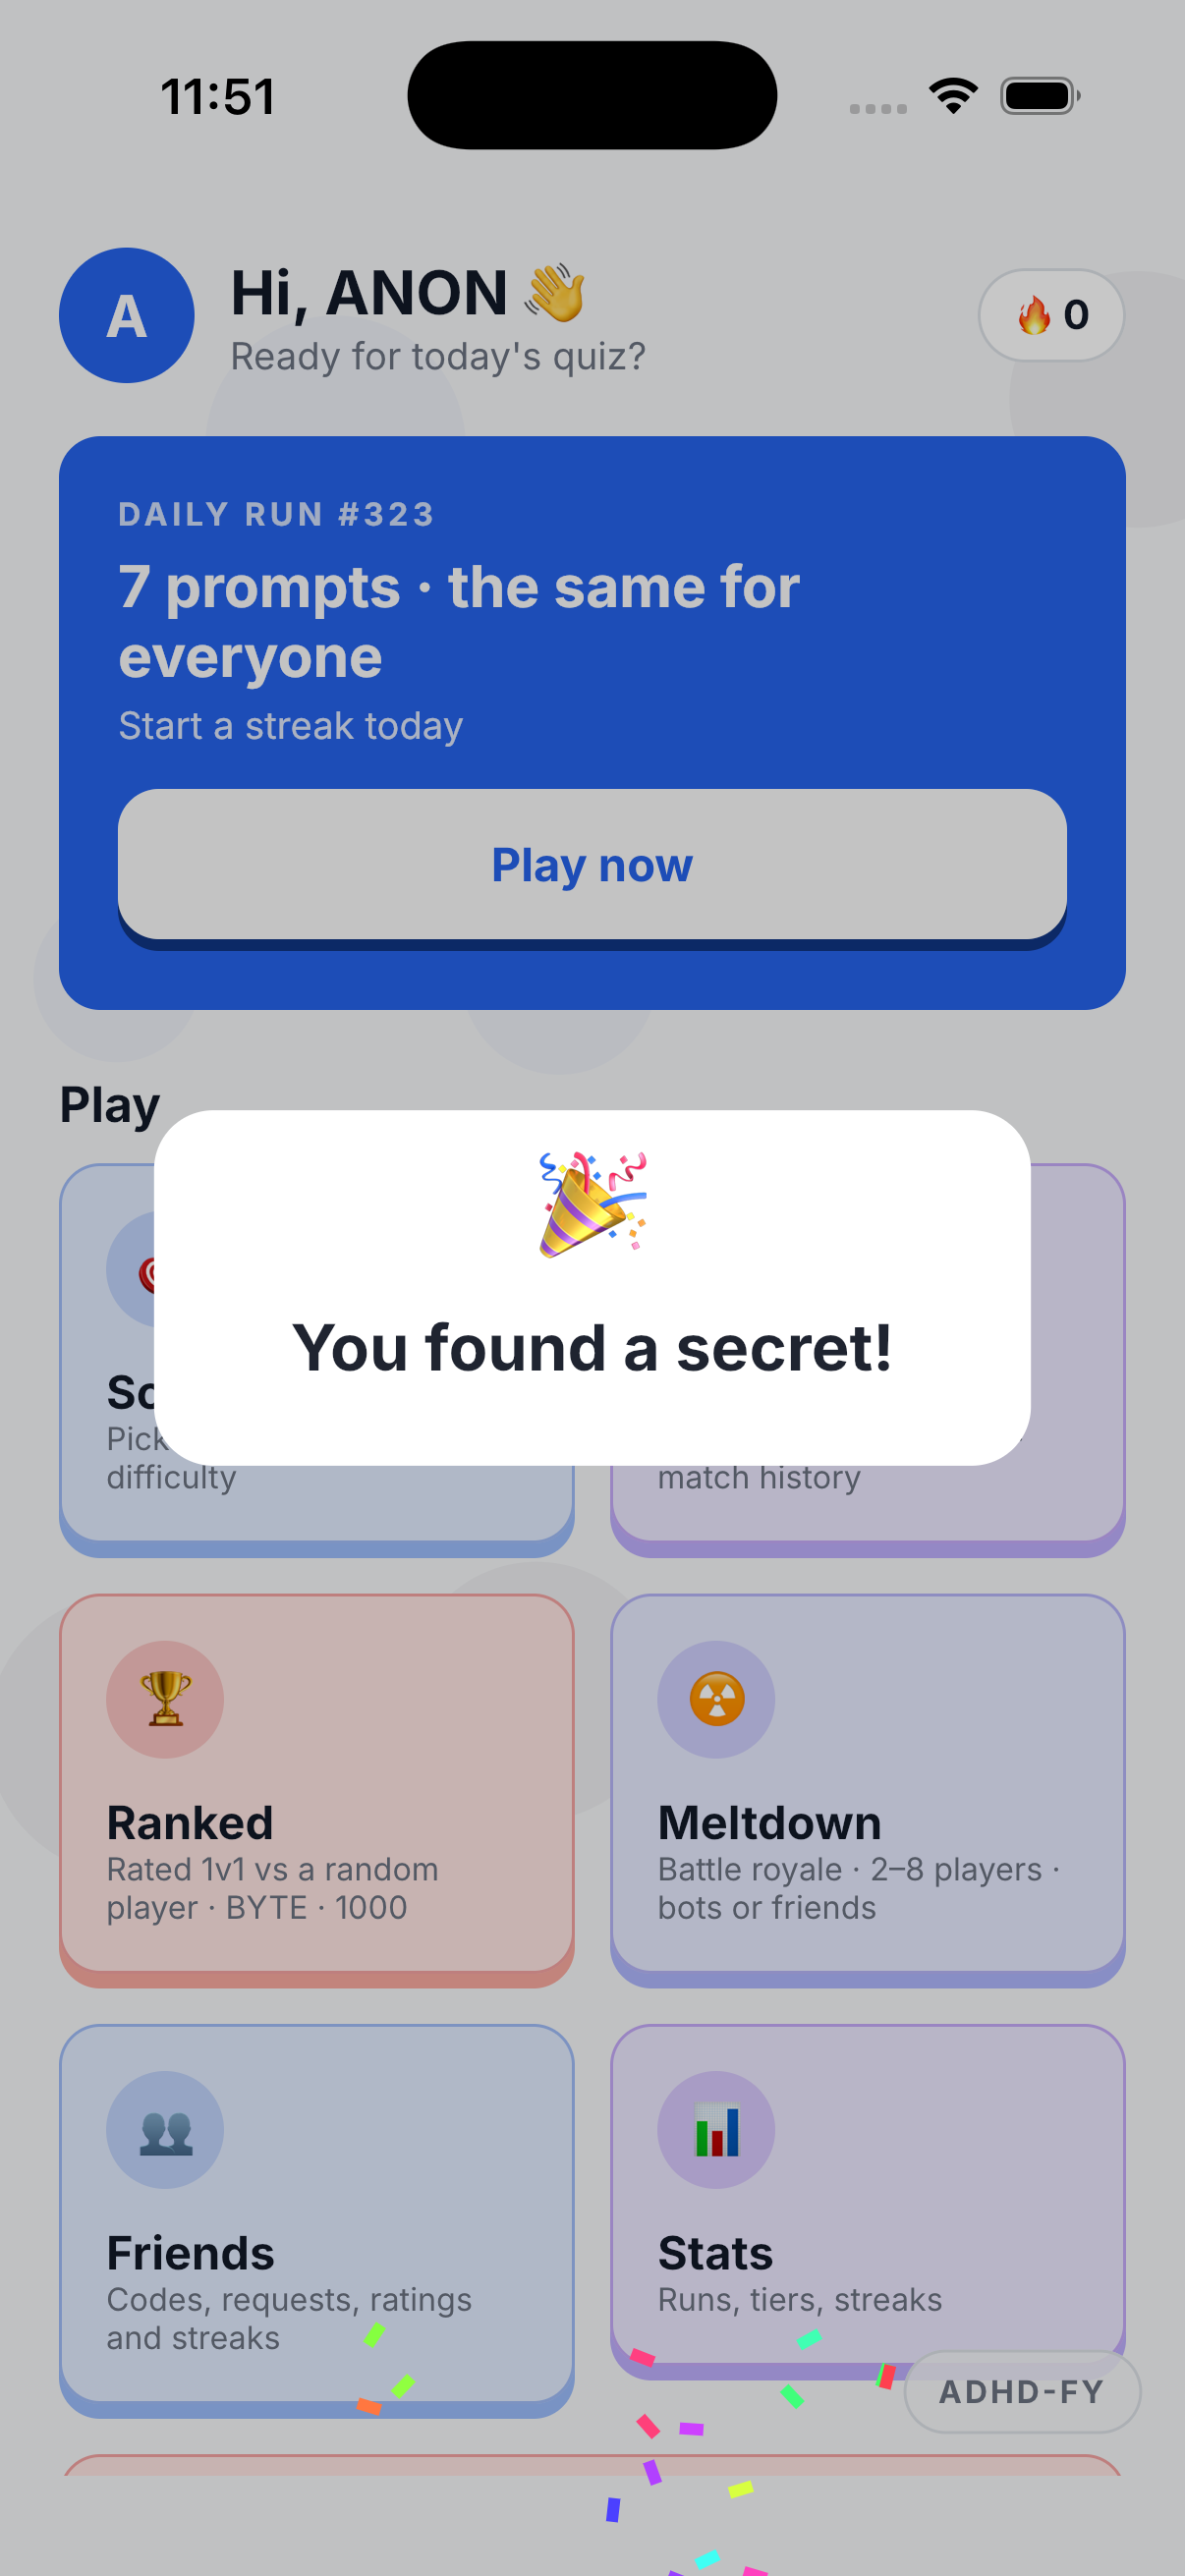 11:51
A
Hi, ANON 👋
Ready for today's quiz?
🔥 0
DAILY RUN #323
7 prompts · the same for
everyone
Start a streak today
Play now
Play
🎉
You found a secret!
Pick
difficulty
match history
Ranked
Rated 1v1 vs a random
player · BYTE · 1000
Meltdown
Battle royale · 2–8 players ·
bots or friends
Friends
Codes, requests, ratings
and streaks
Stats
Runs, tiers, streaks
ADHD-FY